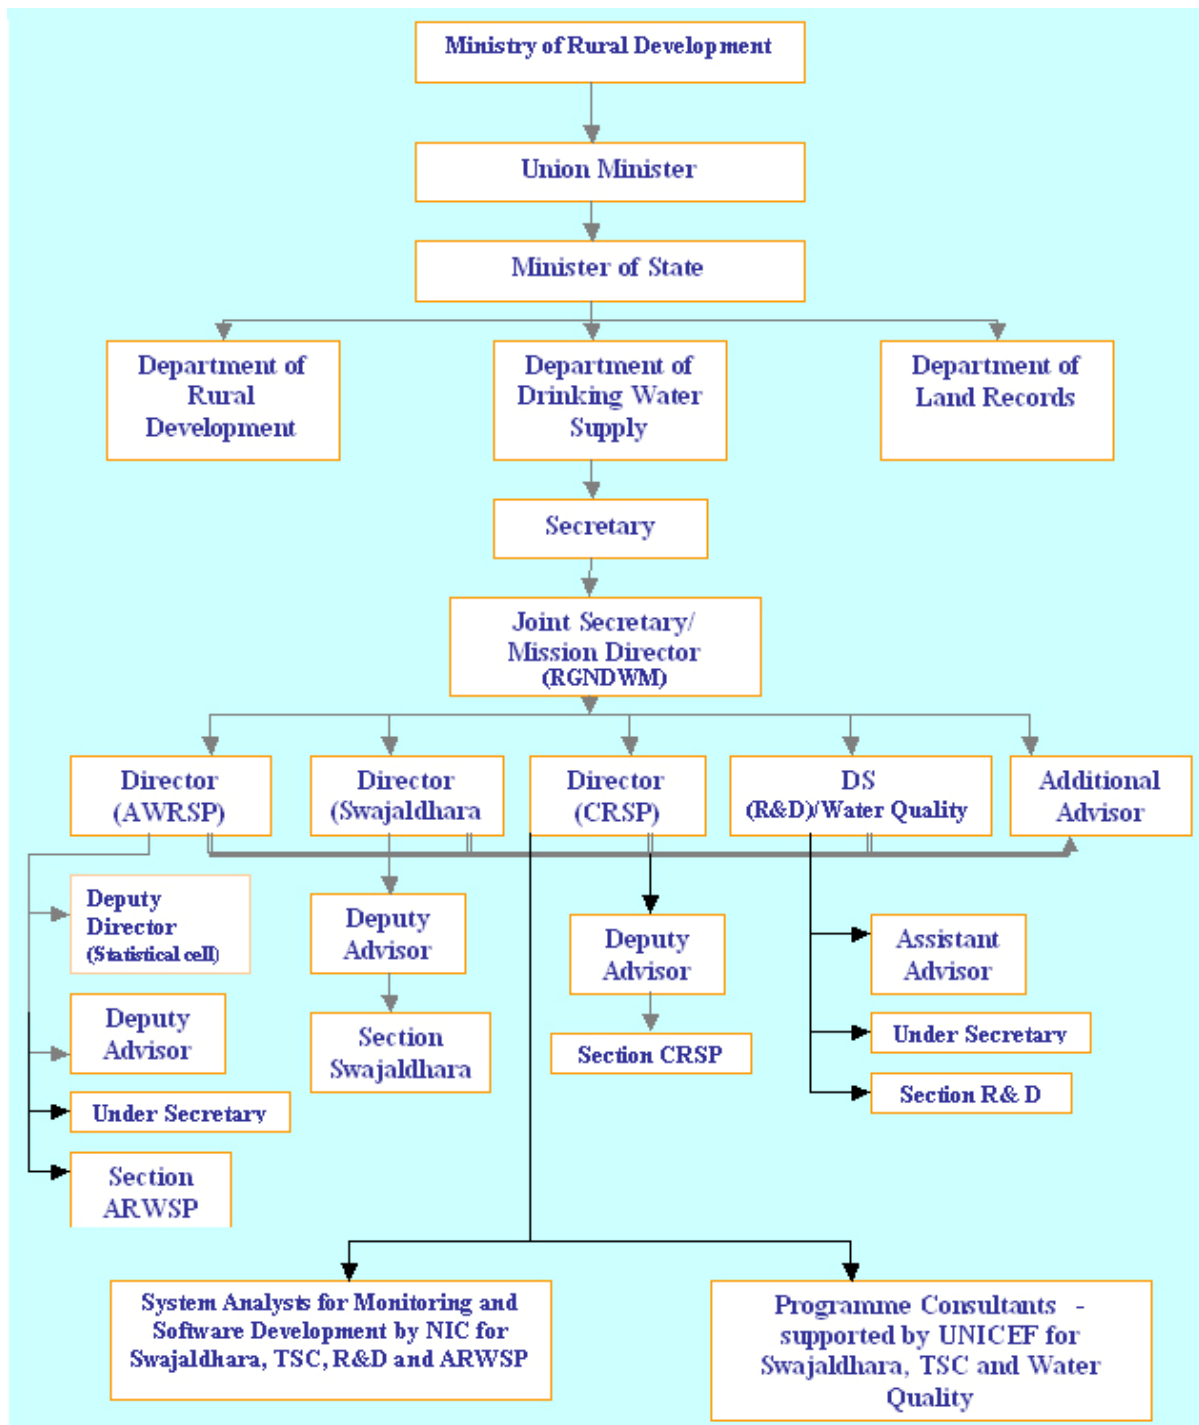 Ministry of Rural Development
Union Minister
Minister of State
Department of
Rural
Development
Department of
Drinking Water
Supply
Department of
Land Records
Secretary
Joint Secretary/
Mission Director
(RGNDWM)
Director
(AWRSP)
Director
(Swajaldhara
Director
(CRSP)
DS
(R&D)/Water Quality
Additional
Advisor
Deputy
Director
(Statistical cell)
Deputy
Advisor
Under Secretary
Section
ARWSP
Deputy
Advisor
Section
Swajaldhara
Deputy
Advisor
Section CRSP
Assistant
Advisor
Under Secretary
Section R& D
System Analysts for Monitoring and
Software Development by NIC for
Swajaldhara, TSC, R&D and ARWSP
Programme Consultants -
supported by UNICEF for
Swajaldhara, TSC and Water
Quality